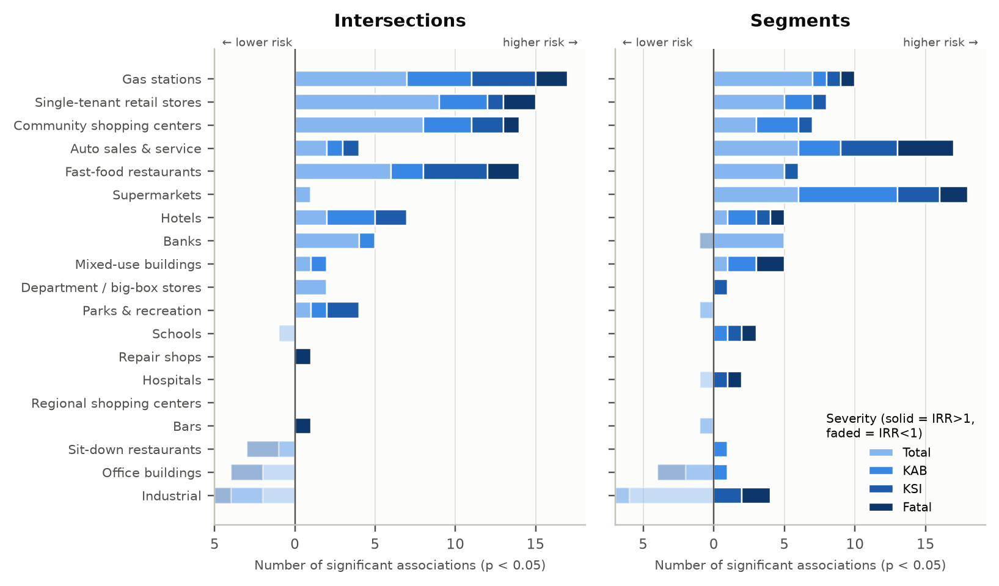 Intersections
Segments
← lower risk
higher risk →
← lower risk
higher risk →
Gas stations
Single-tenant retail stores
Community shopping centers
Auto sales & service
Fast-food restaurants
Supermarkets
Hotels
Banks
Mixed-use buildings
Department / big-box stores
Parks & recreation
Schools
Repair shops
Hospitals
Regional shopping centers
Bars
Sit-down restaurants
Office buildings
Industrial
Severity (solid = IRR>1,
faded = IRR<1)
Total
KAB
KSI
Fatal
5 0 5 10 15
5 0 5 10 15
Number of significant associations (p < 0.05)
Number of significant associations (p < 0.05)